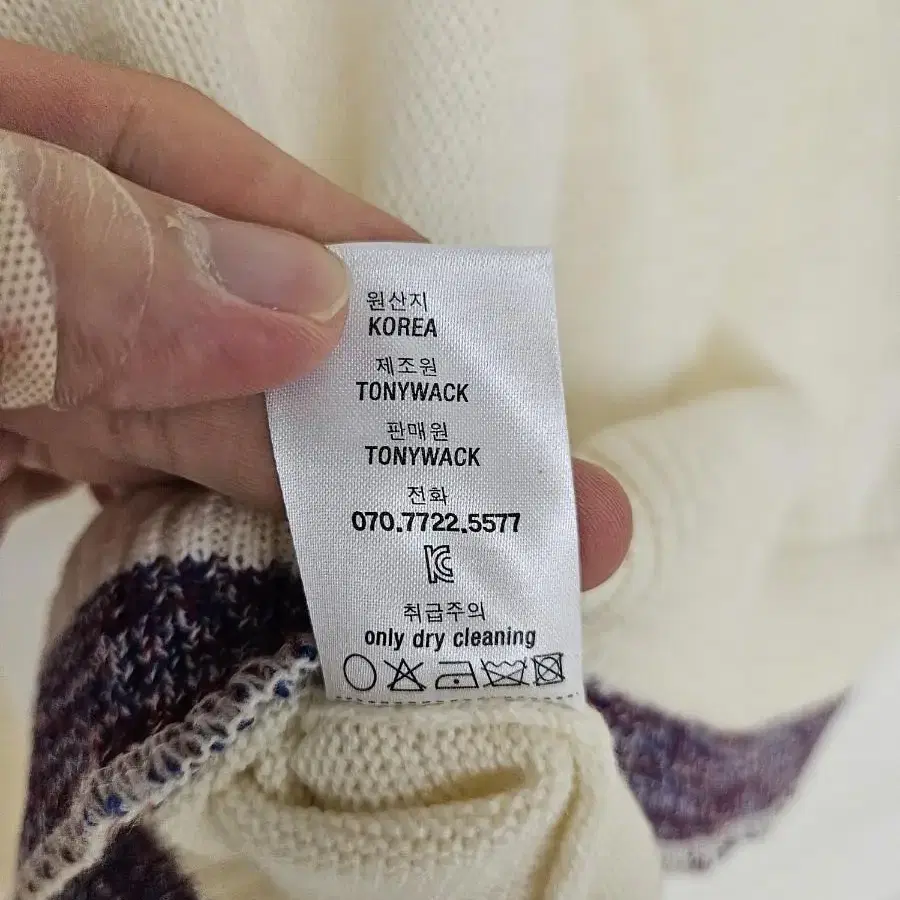 원산지
KOREA
제조원
TONYWACK
판매원
TONYWACK
전화
070.7722.5577
KC
취급주의
only dry cleaning